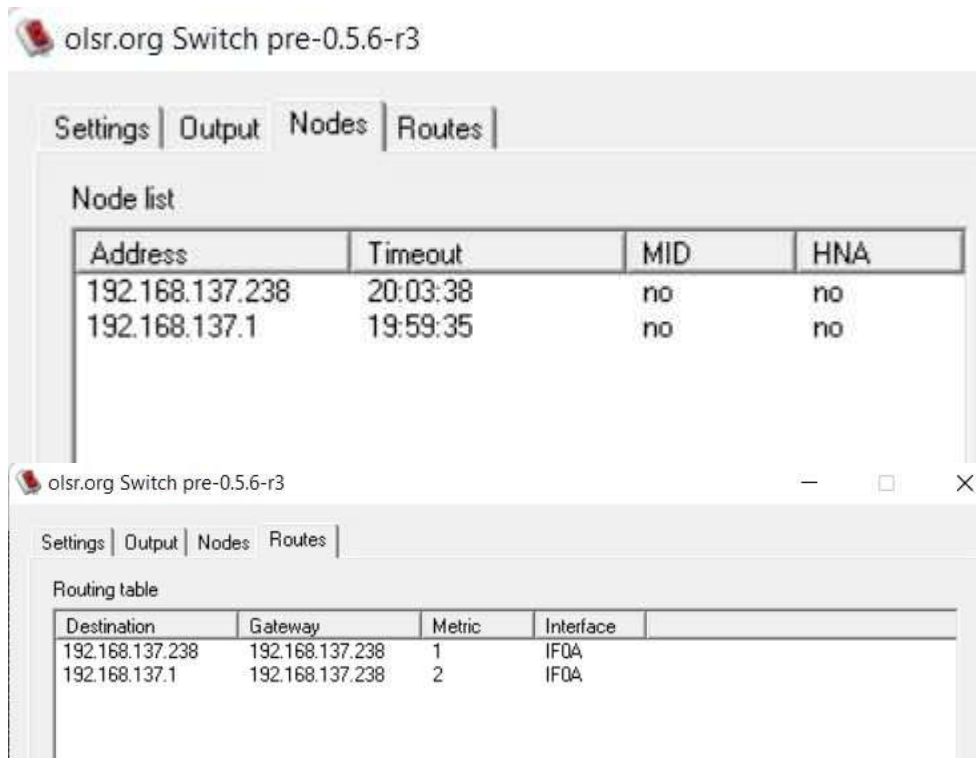 olsr.org Switch pre-0.5.6-r3
Settings Output Nodes Routes
Node list
Address Timeout MID HNA
192.168.137.238 20:03:38 no no
192.168.137.1 19:59:35 no no
olsr.org Switch pre-0.5.6-r3
Settings Output Nodes Routes
Routing table
Destination Gateway Metric Interface
192.168.137.238 192.168.137.238 1 IF0A
192.168.137.1 192.168.137.238 2 IF0A